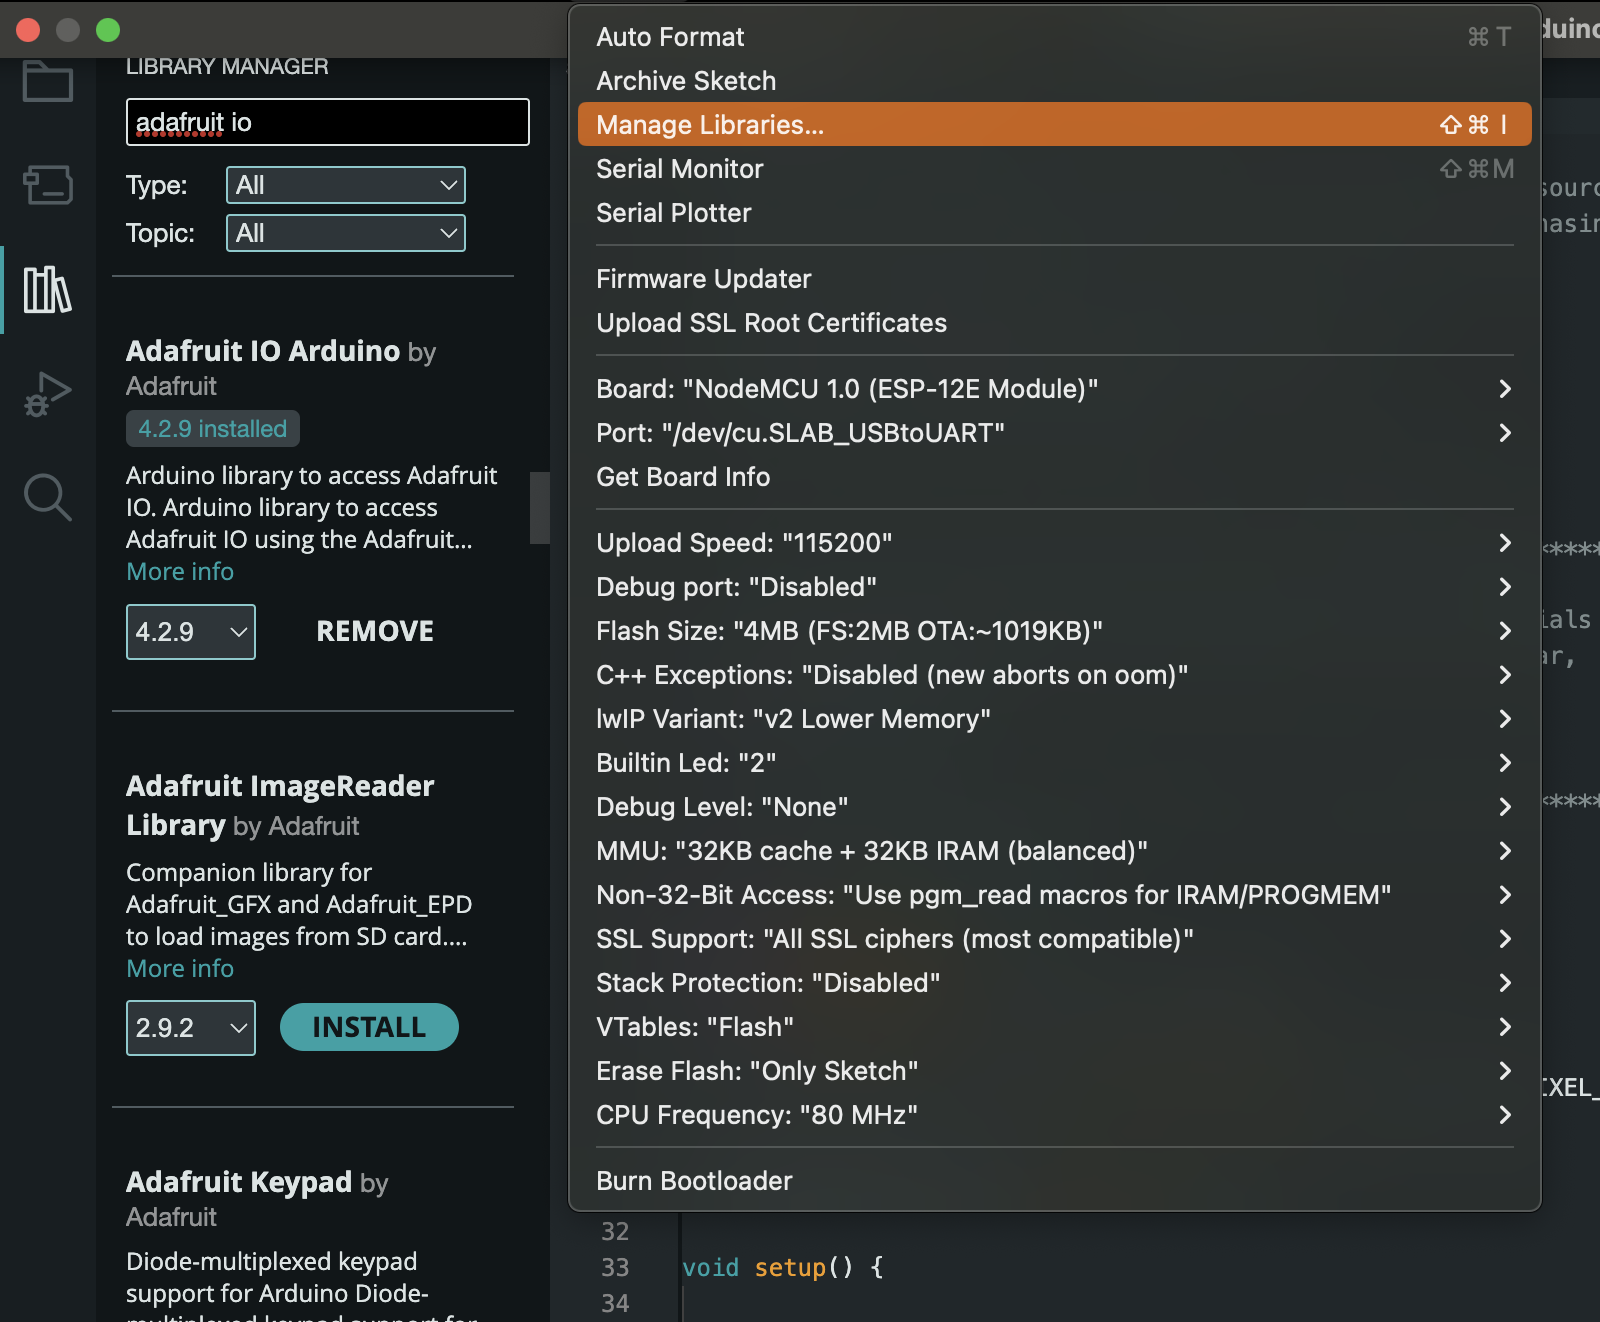 LIBRARY MANAGER
adafruit io
Type: All
Topic: All
Adafruit IO Arduino by
Adafruit
4.2.9 installed
Arduino library to access Adafruit
IO. Arduino library to access
Adafruit IO using the Adafruit...
More info
4.2.9 REMOVE
Adafruit ImageReader
Library by Adafruit
Companion library for
Adafruit_GFX and Adafruit_EPD
to load images from SD card....
More info
2.9.2 INSTALL
Adafruit Keypad by
Adafruit
Diode-multiplexed keypad
support for Arduino Diode-
multiplexed keypad support for
Auto Format ⌘ T
Archive Sketch
Manage Libraries... ⇧ ⌘ I
Serial Monitor ⇧ ⌘ M
Serial Plotter
Firmware Updater
Upload SSL Root Certificates
Board: "NodeMCU 1.0 (ESP-12E Module)"
Port: "/dev/cu.SLAB_USBtoUART"
Get Board Info
Upload Speed: "115200"
Debug port: "Disabled"
Flash Size: "4MB (FS:2MB OTA:~1019KB)"
C++ Exceptions: "Disabled (new aborts on oom)"
lwIP Variant: "v2 Lower Memory"
Builtin Led: "2"
Debug Level: "None"
MMU: "32KB cache + 32KB IRAM (balanced)"
Non-32-Bit Access: "Use pgm_read macros for IRAM/PROGMEM"
SSL Support: "All SSL ciphers (most compatible)"
Stack Protection: "Disabled"
VTables: "Flash"
Erase Flash: "Only Sketch"
CPU Frequency: "80 MHz"
Burn Bootloader
32
33 void setup() {
34
duino
sourc
hasin
*****
ials
ar,
*****
IXEL_